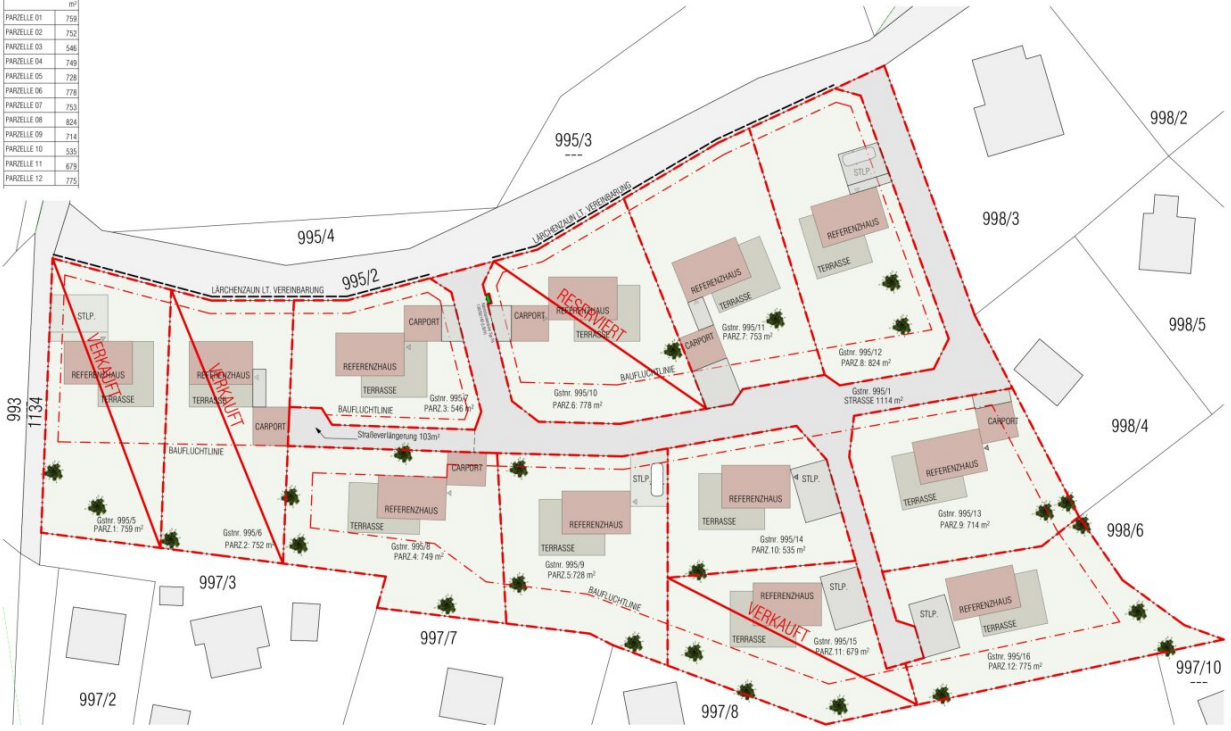 m²
PARZELLE 01 759
PARZELLE 02 752
PARZELLE 03 546
PARZELLE 04 749
PARZELLE 05 728
PARZELLE 06 778
PARZELLE 07 753
PARZELLE 08 824
PARZELLE 09 714
PARZELLE 10 535
PARZELLE 11 679
PARZELLE 12 775
998/2
995/3
LÄRCHENZAUN LT. VEREINBARUNG
STLP.
998/3
995/4
REFERENZHAUS
TERRASSE
995/2
LÄRCHENZAUN LT. VEREINBARUNG
REFERENZHAUS
TERRASSE
998/5
STLP.
CARPORT
CARPORT
RESERVIERT
REFERENZHAUS
TERRASSE
Gstnr. 995/11
PARZ.7: 753 m²
CARPORT
Gstnr. 995/12
PARZ.8: 824 m²
VERKAUFT
REFERENZHAUS
TERRASSE
VERKAUFT
REFERENZHAUS
TERRASSE
REFERENZHAUS
TERRASSE
BAUFLUCHTLINIE
993
1134
Gstnr. 995/7
PARZ.3: 546 m²
Gstnr. 995/10
PARZ.6: 778 m²
Gstnr. 995/1
STRASSE 1114 m²
BAUFLUCHTLINIE
CARPORT
Straßeverlängerung 103m²
CARPORT
998/4
BAUFLUCHTLINIE
CARPORT
STLP.
STLP.
REFERENZHAUS
TERRASSE
REFERENZHAUS
TERRASSE
REFERENZHAUS
TERRASSE
REFERENZHAUS
TERRASSE
Gstnr. 995/5
PARZ.1: 759 m²
Gstnr. 995/6
PARZ.2: 752 m²
Gstnr. 995/8
PARZ.4: 749 m²
Gstnr. 995/9
PARZ.5:728 m²
Gstnr. 995/14
PARZ.10: 535 m²
Gstnr. 995/13
PARZ.9: 714 m²
998/6
997/3
BAUFLUCHTLINIE
REFERENZHAUS
STLP.
VERKAUFT
TERRASSE
STLP.
REFERENZHAUS
TERRASSE
997/7
Gstnr. 995/15
PARZ.11: 679 m²
Gstnr. 995/16
PARZ.12: 775 m²
997/10
997/2
997/8